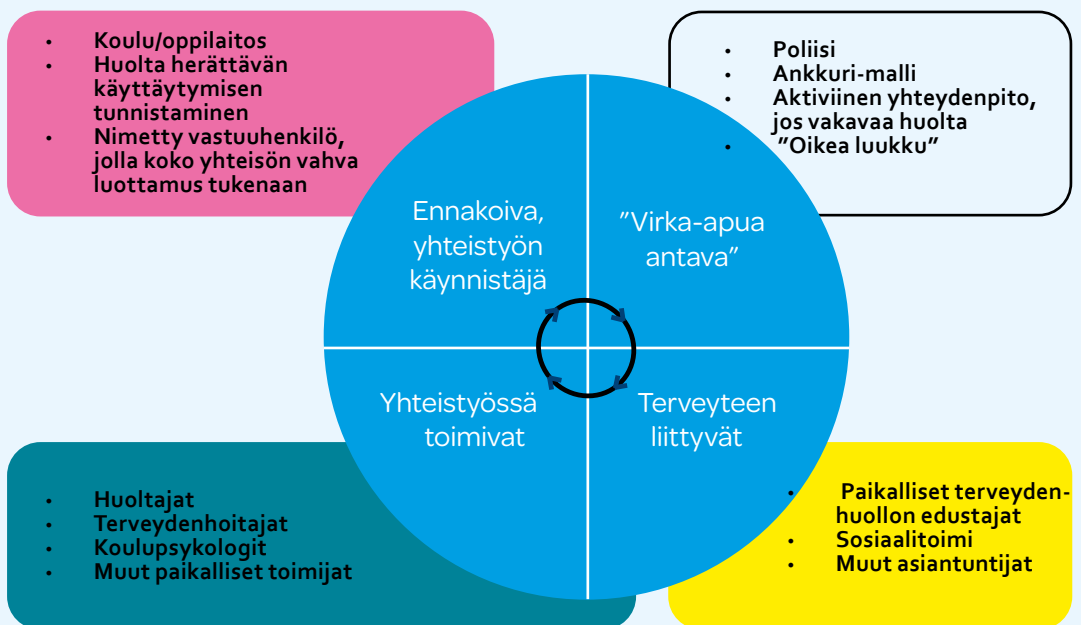 • Koulu/oppilaitos
• Huolta herättävän
käyttäytymisen
tunnistaminen
• Nimetty vastuuhenkilö,
jolla koko yhteisön vahva
luottamus tukenaan
• Poliisi
• Ankkuri-malli
• Aktiviinen yhteydenpito,
jos vakavaa huolta
• "Oikea luukku"
Ennakoiva,
yhteistyön
käynnistäjä
"Virka-apua
antava"
Yhteistyössä
toimivat
Terveyteen
liittyvät
• Huoltajat
• Terveydenhoitajat
• Koulupsykologit
• Muut paikalliset toimijat
• Paikalliset terveyden-
huollon edustajat
• Sosiaalitoimi
• Muut asiantuntijat